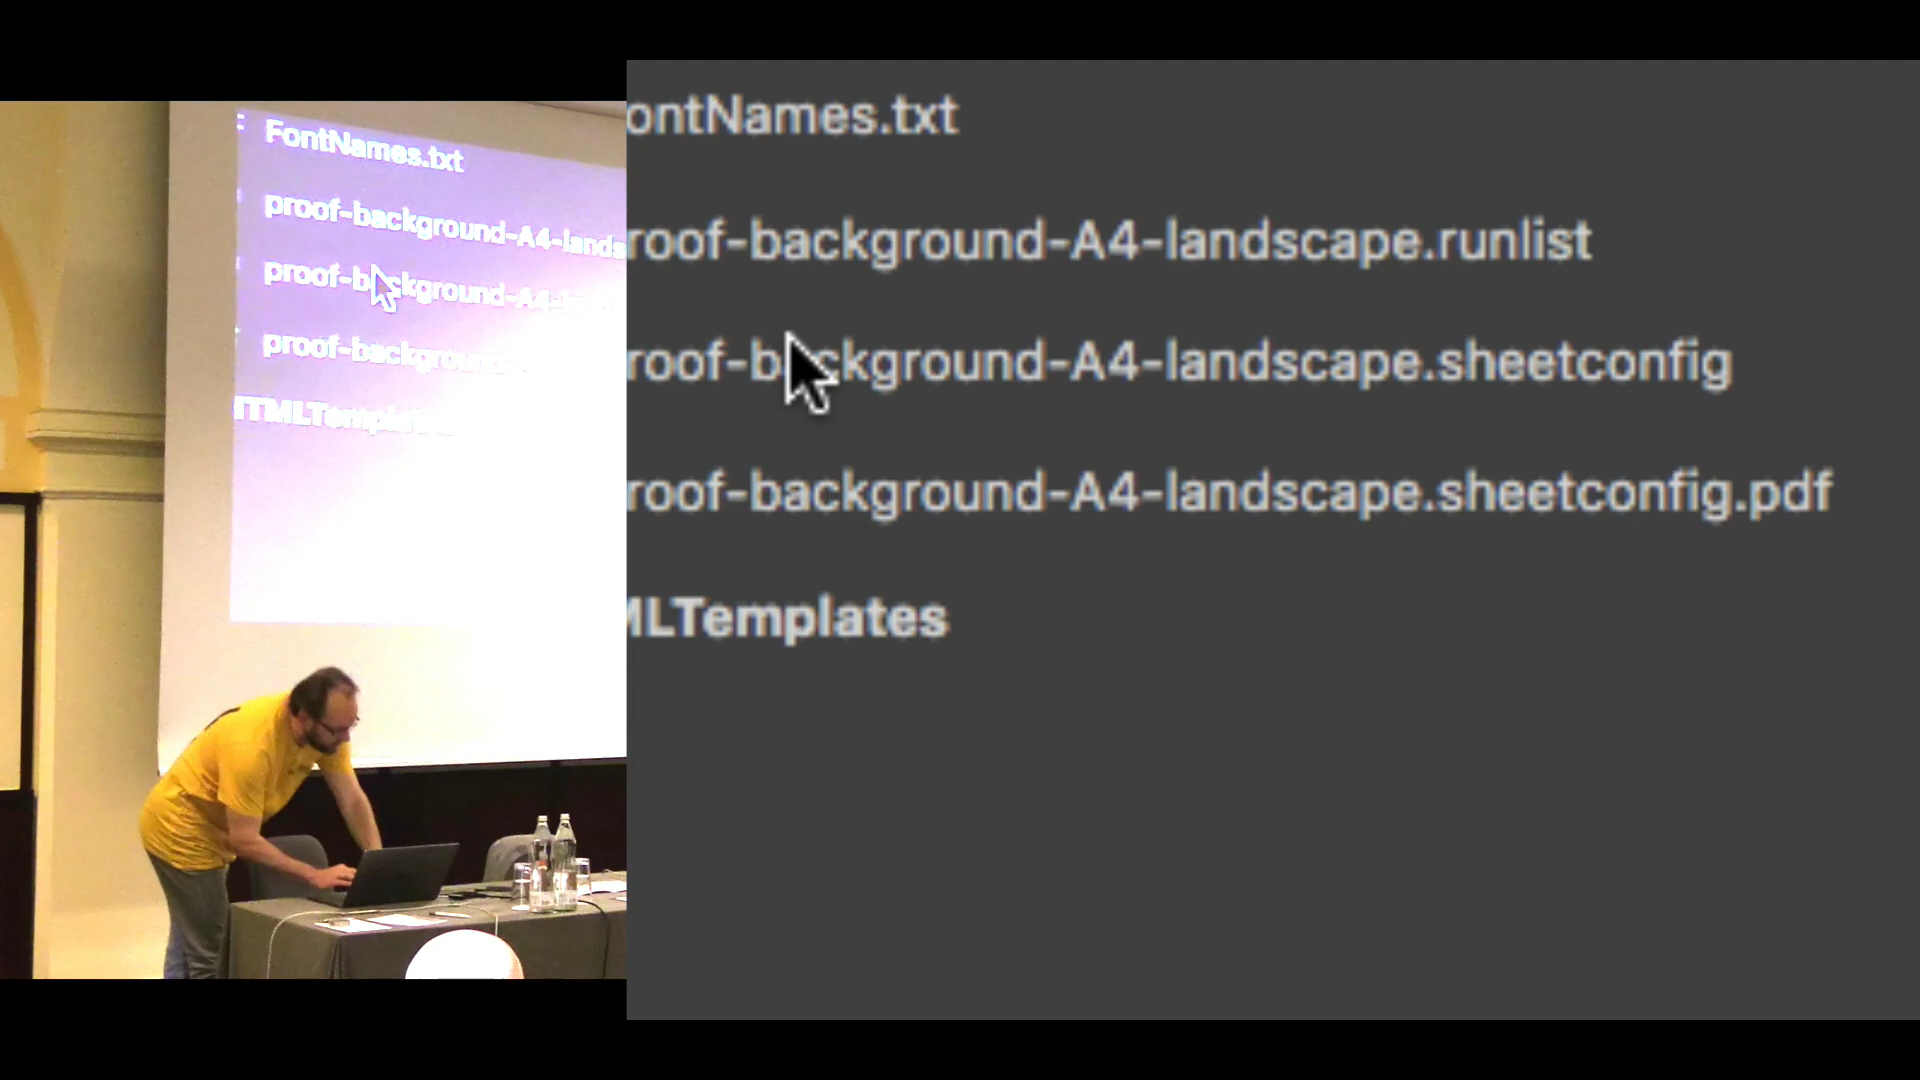 FontNames.txt
proof-background-A4-lands
proof-background-A4-
proof-background
HTMLTemplates
ontNames.txt
roof-background-A4-landscape.runlist
roof-background-A4-landscape.sheetconfig
roof-background-A4-landscape.sheetconfig.pdf
MLTemplates